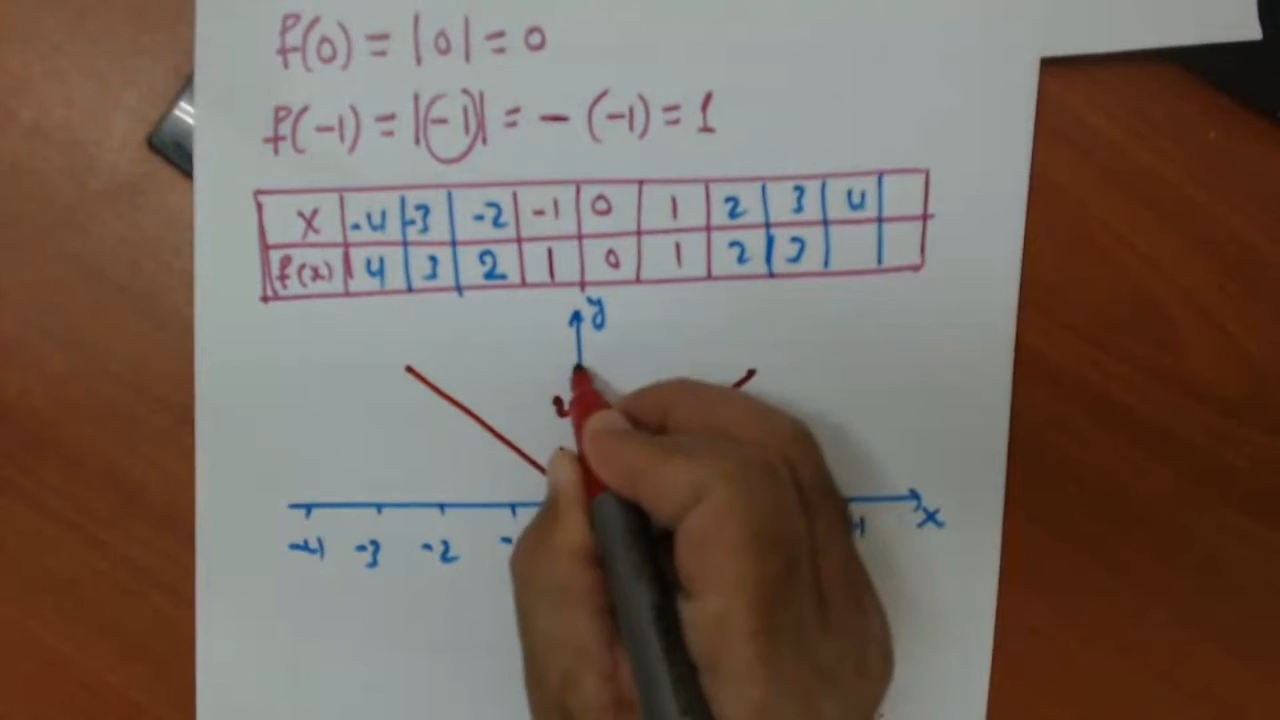 f(0) = |0| = 0
f(-1) = |(-1)| = - (-1) = 1
X -4 -3 -2 -1 0 1 2 3 4
f(x) 4 3 2 1 0 1 2 3
y
2
x
-4 -3 -2